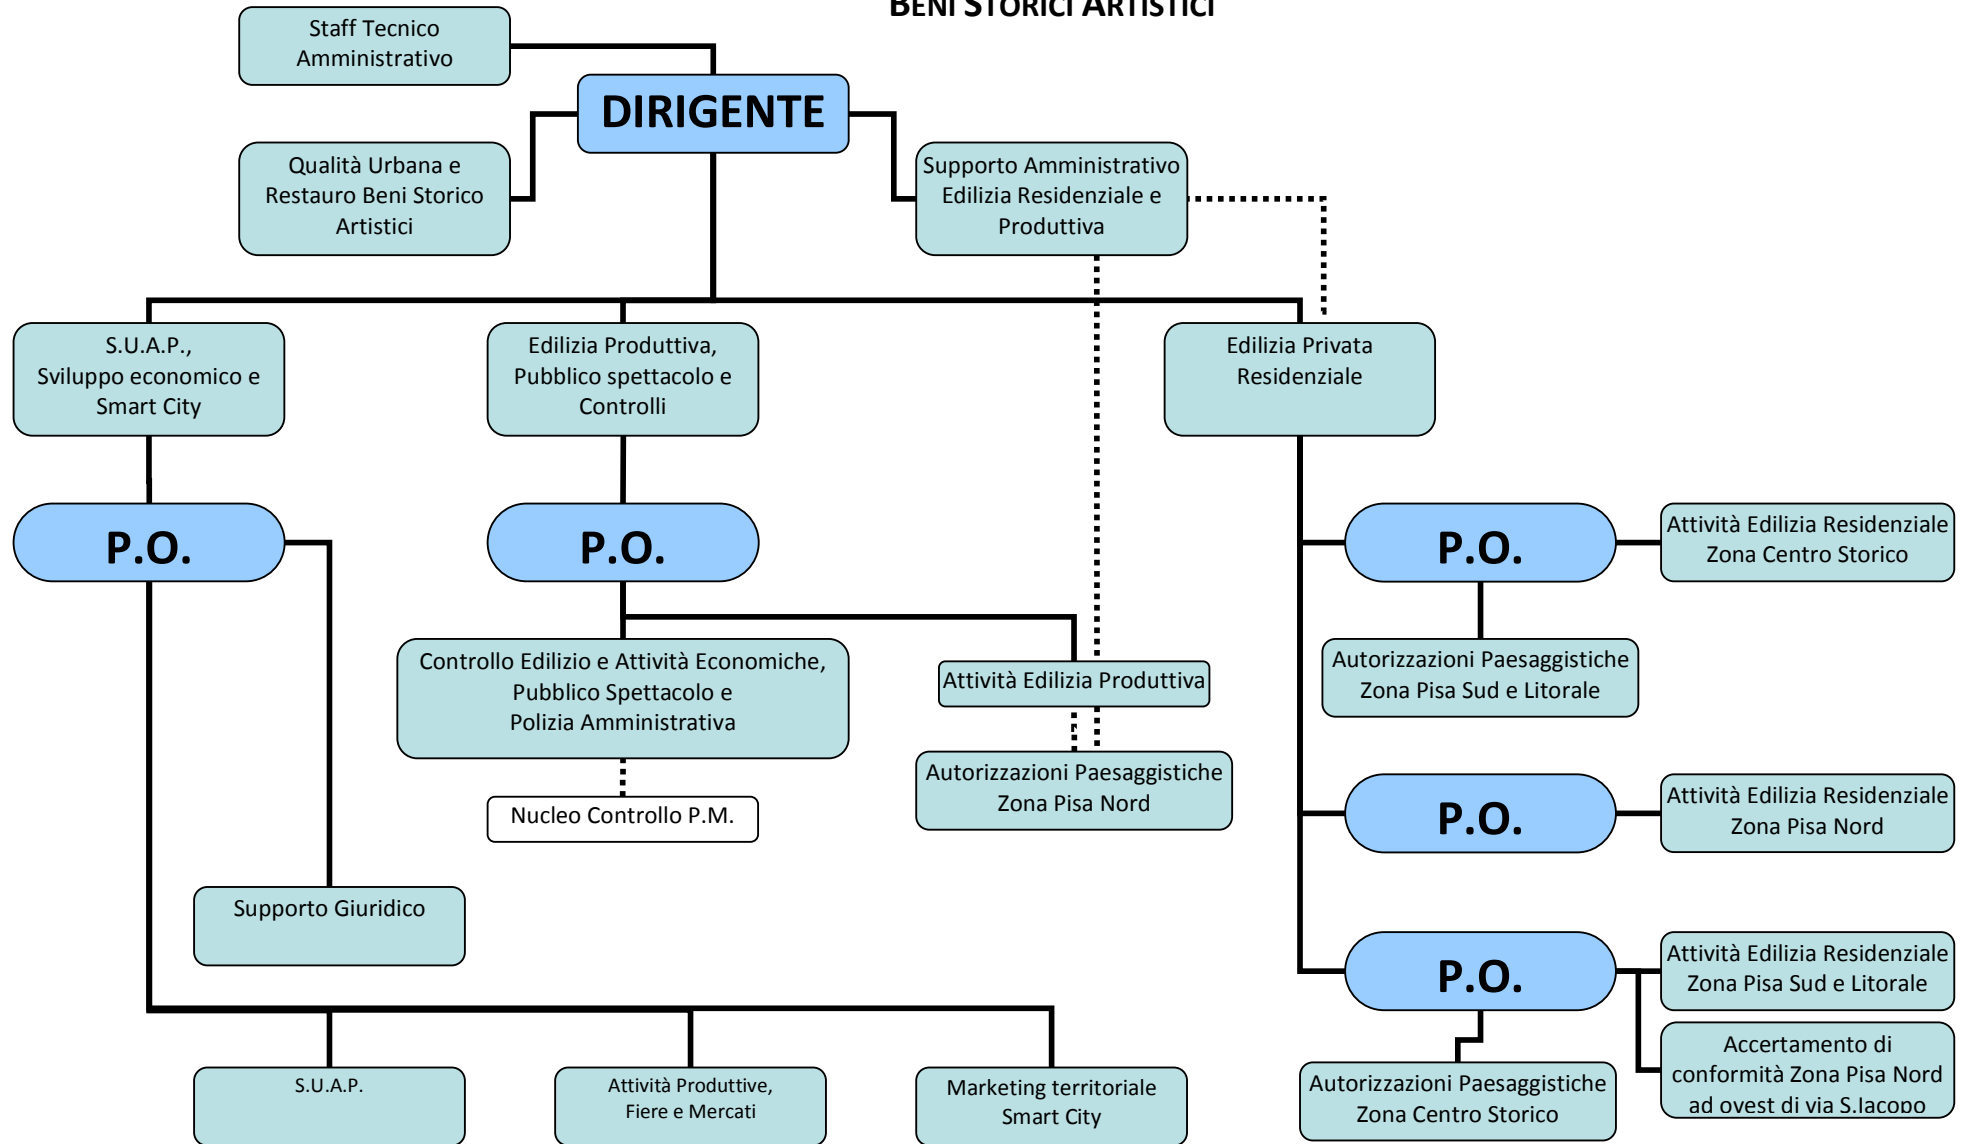 BENI STORICI ARTISTICI
Staff Tecnico
Amministrativo
DIRIGENTE
Qualità Urbana e
Restauro Beni Storico
Artistici
Supporto Amministrativo
Edilizia Residenziale e
Produttiva
S.U.A.P.,
Sviluppo economico e
Smart City
Edilizia Produttiva,
Pubblico spettacolo e
Controlli
Edilizia Privata
Residenziale
P.O.
P.O.
P.O.
Attività Edilizia Residenziale
Zona Centro Storico
Controllo Edilizio e Attività Economiche,
Pubblico Spettacolo e
Polizia Amministrativa
Attività Edilizia Produttiva
Autorizzazioni Paesaggistiche
Zona Pisa Sud e Litorale
Nucleo Controllo P.M.
Autorizzazioni Paesaggistiche
Zona Pisa Nord
P.O.
Attività Edilizia Residenziale
Zona Pisa Nord
Supporto Giuridico
P.O.
Attività Edilizia Residenziale
Zona Pisa Sud e Litorale
S.U.A.P.
Attività Produttive,
Fiere e Mercati
Marketing territoriale
Smart City
Autorizzazioni Paesaggistiche
Zona Centro Storico
Accertamento di
conformità Zona Pisa Nord
ad ovest di via S.Jacopo